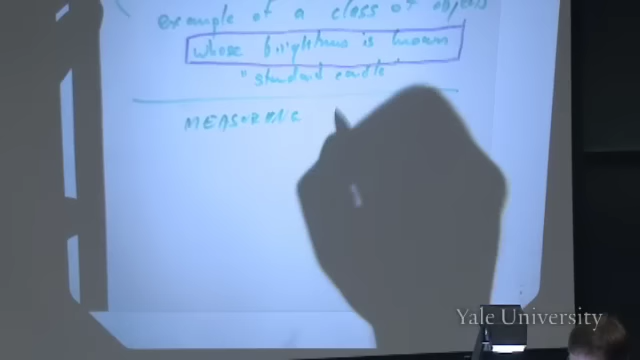 example of a class of objects
whose brightness is known
"standard candle"
MEASURING
Yale University